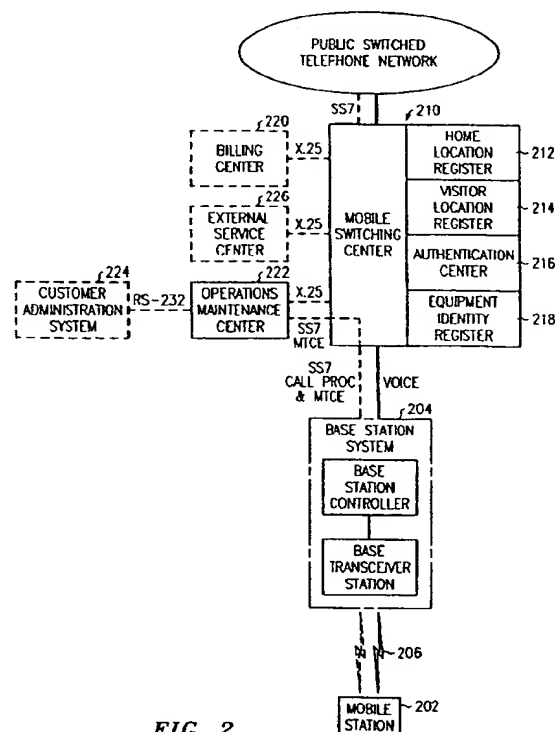 PUBLIC SWITCHED
TELEPHONE NETWORK
SS7
210
220
BILLING
CENTER
X.25
226
EXTERNAL
SERVICE
CENTER
X.25
MOBILE
SWITCHING
CENTER
HOME
LOCATION
REGISTER
212
VISITOR
LOCATION
REGISTER
214
AUTHENTICATION
CENTER
216
EQUIPMENT
IDENTITY
REGISTER
218
224
CUSTOMER
ADMINISTRATION
SYSTEM
RS-232
222
OPERATIONS
MAINTENANCE
CENTER
X.25
SS7
MTCE
SS7
CALL PROC
& MTCE
VOICE
204
BASE STATION
SYSTEM
BASE
STATION
CONTROLLER
BASE
TRANSCEIVER
STATION
206
202
MOBILE
STATION
FIG. 2